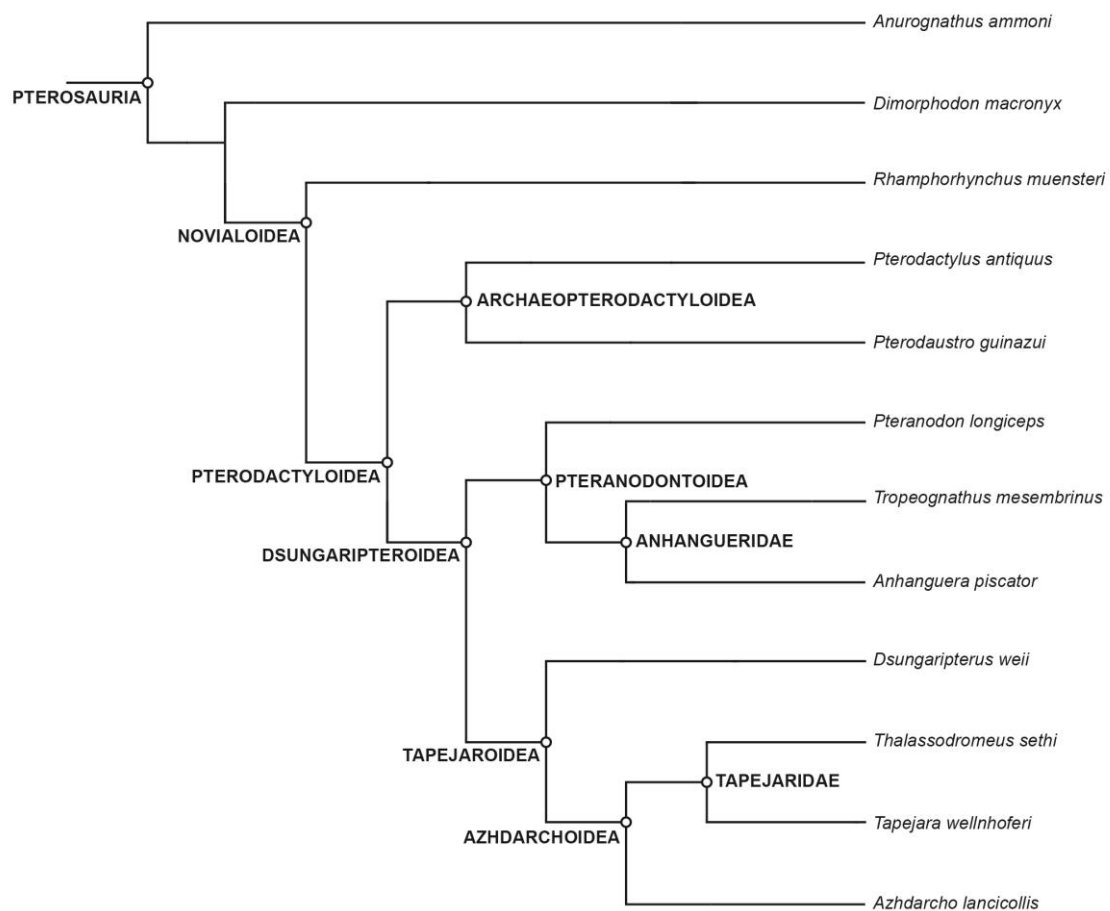 Anurognathus ammoni
PTEROSAURIA
Dimorphodon macronyx
Rhamphorhynchus muensteri
NOVIALOIDEA
Pterodactylus antiquus
ARCHAEOPTERODACTYLOIDEA
Pterodaustro guinazui
Pteranodon longiceps
PTERODACTYLOIDEA
PTERANODONTOIDEA
Tropeognathus mesembrinus
ANHANGUERIDAE
DSUNGARIPTEROIDEA
Anhanguera piscator
Dsungaripterus weii
Thalassodromeus sethi
TAPEJAROIDEA
TAPEJARIDAE
Tapejara wellnhoferi
AZHDARCHOIDEA
Azhdarcho lancicollis